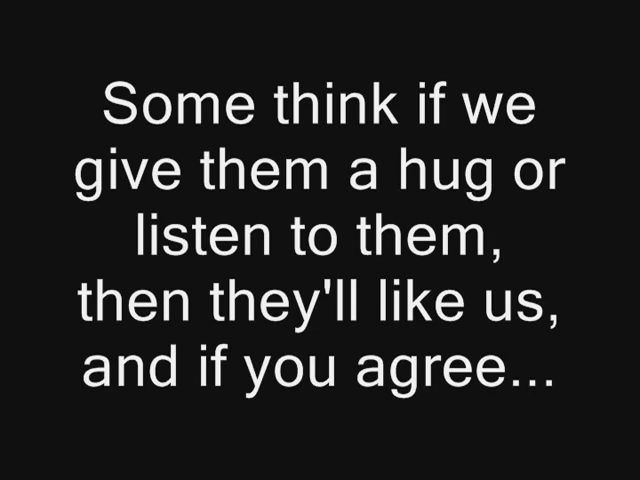 Some think if we
give them a hug or
listen to them,
then they'll like us,
and if you agree...